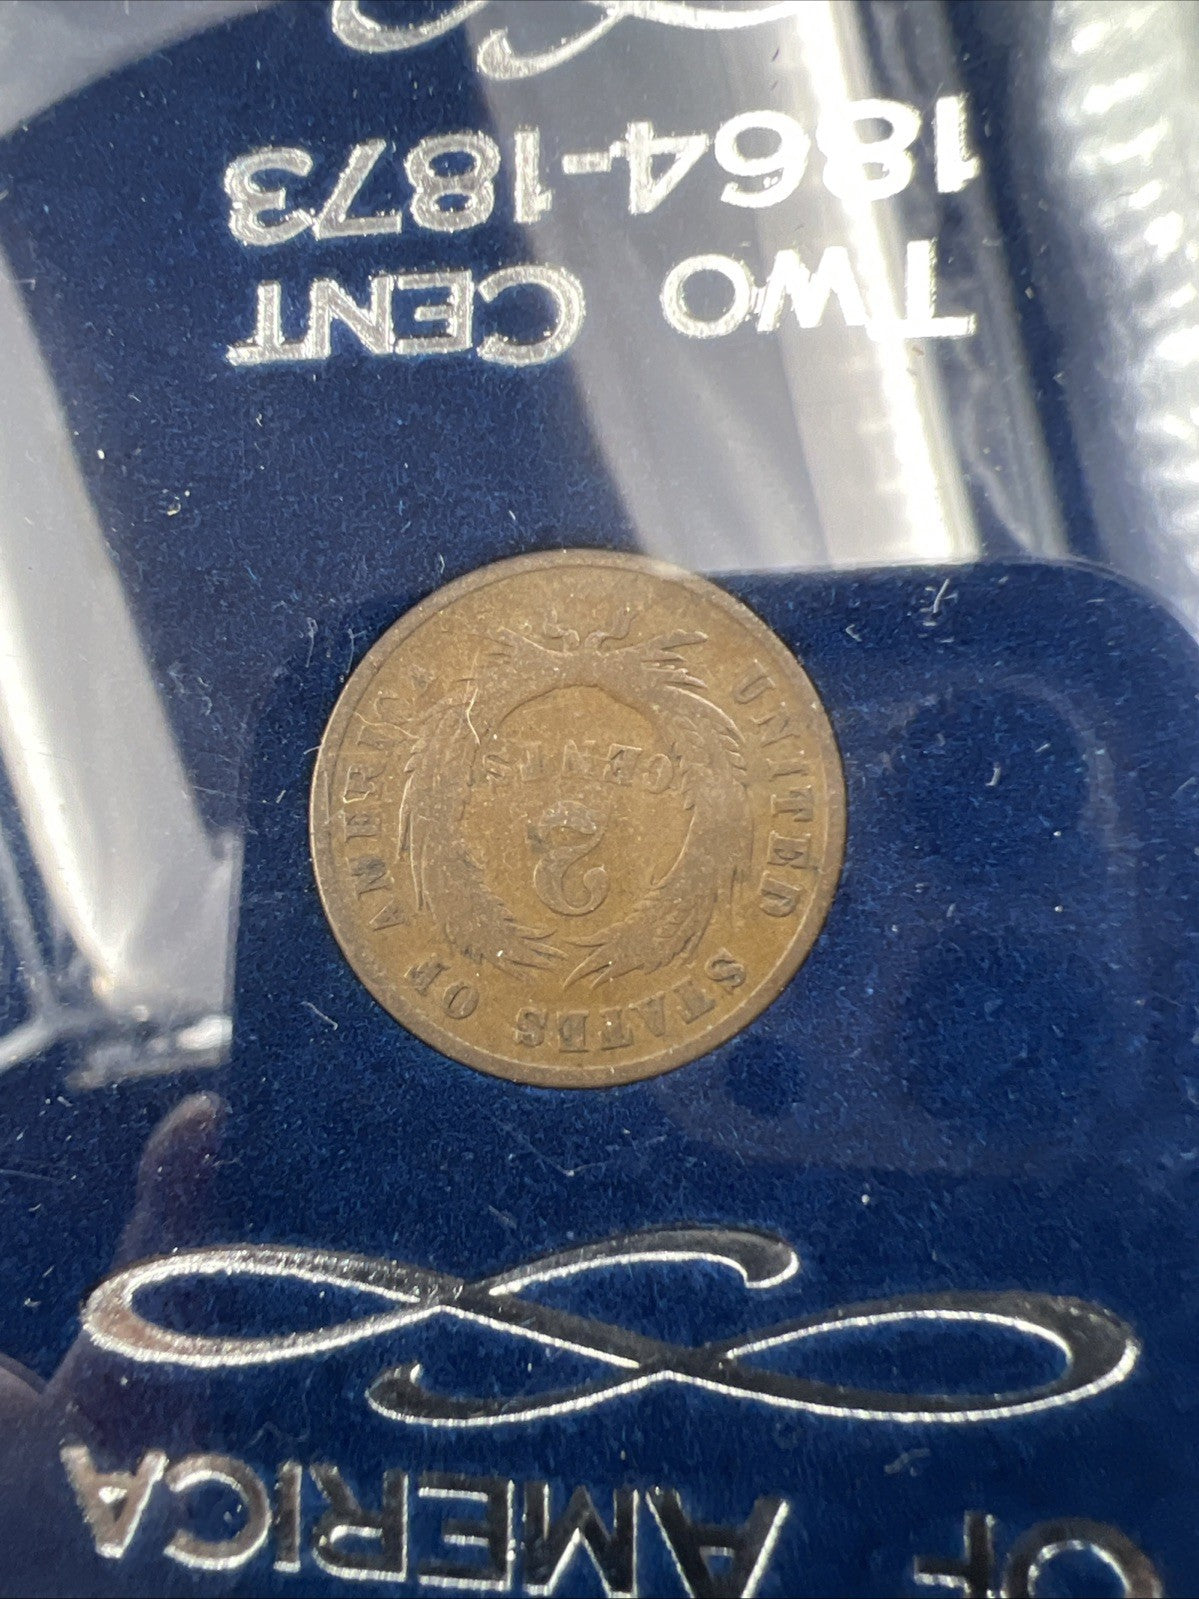 OF AMERICA
UNITED STATES OF AMERICA
2
CENTS
TWO CENT
1864-1873